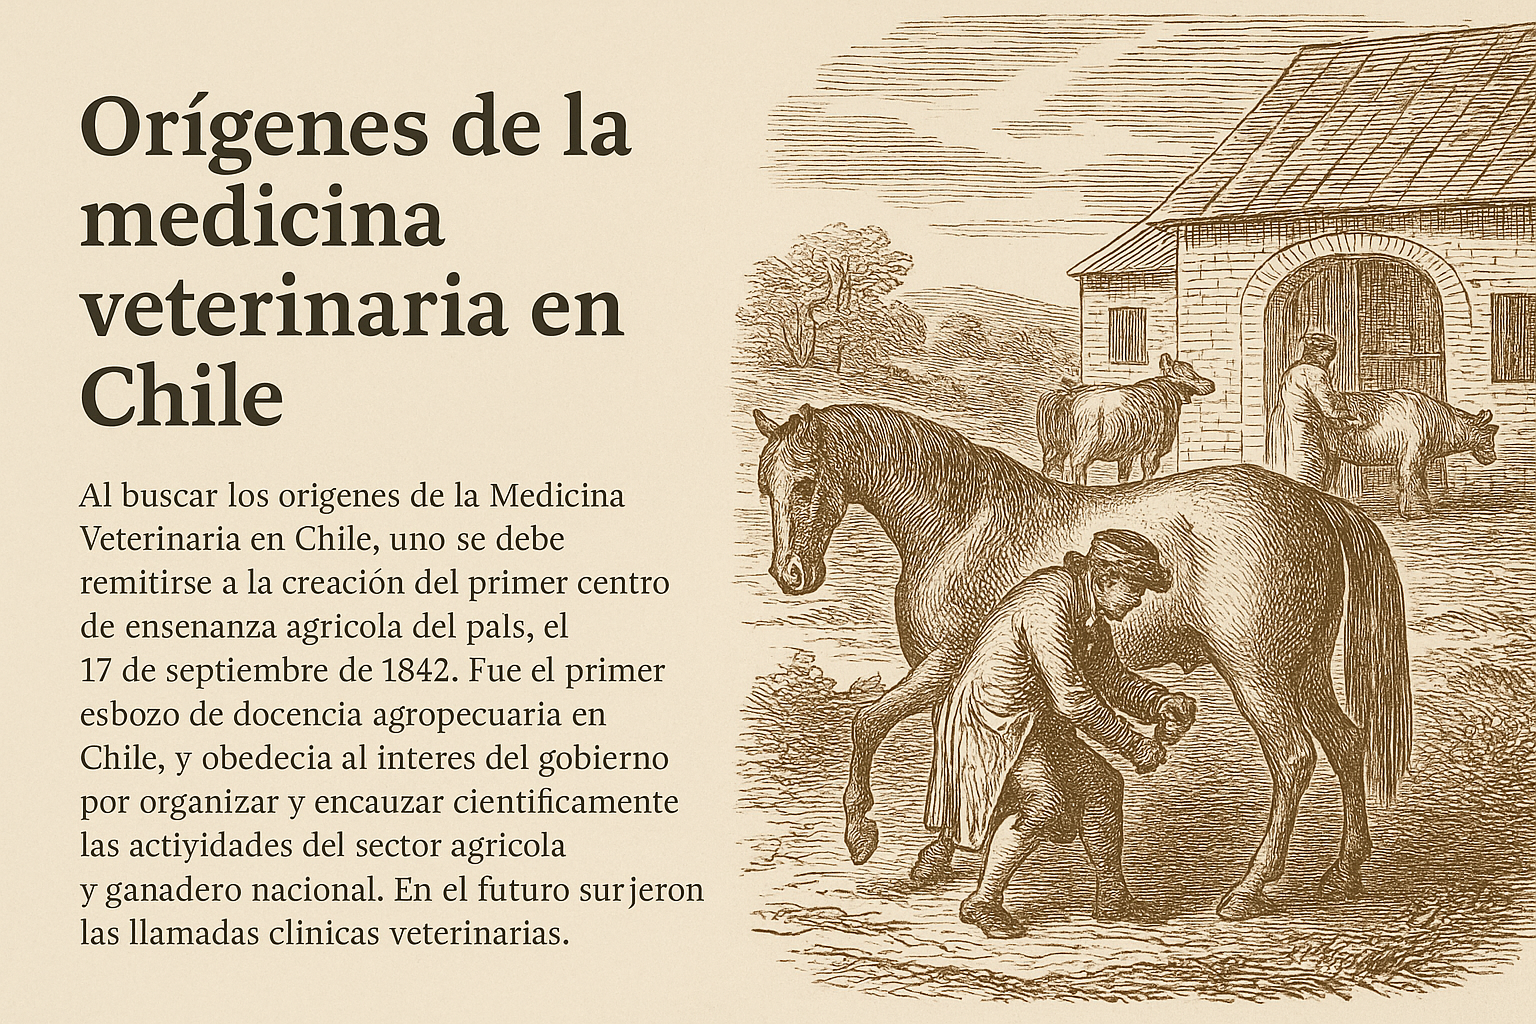 Orígenes de la
medicina
veterinaria en
Chile
Al buscar los origenes de la Medicina
Veterinaria en Chile, uno se debe
remitirse a la creación del primer centro
de ensenanza agricola del pals, el
17 de septiembre de 1842. Fue el primer
esbozo de docencia agropecuaria en
Chile, y obedecia al interes del gobierno
por organizar y encauzar cientificamente
las actiyidades del sector agricola
y ganadero nacional. En el futuro surjeron
las llamadas clinicas veterinarias.